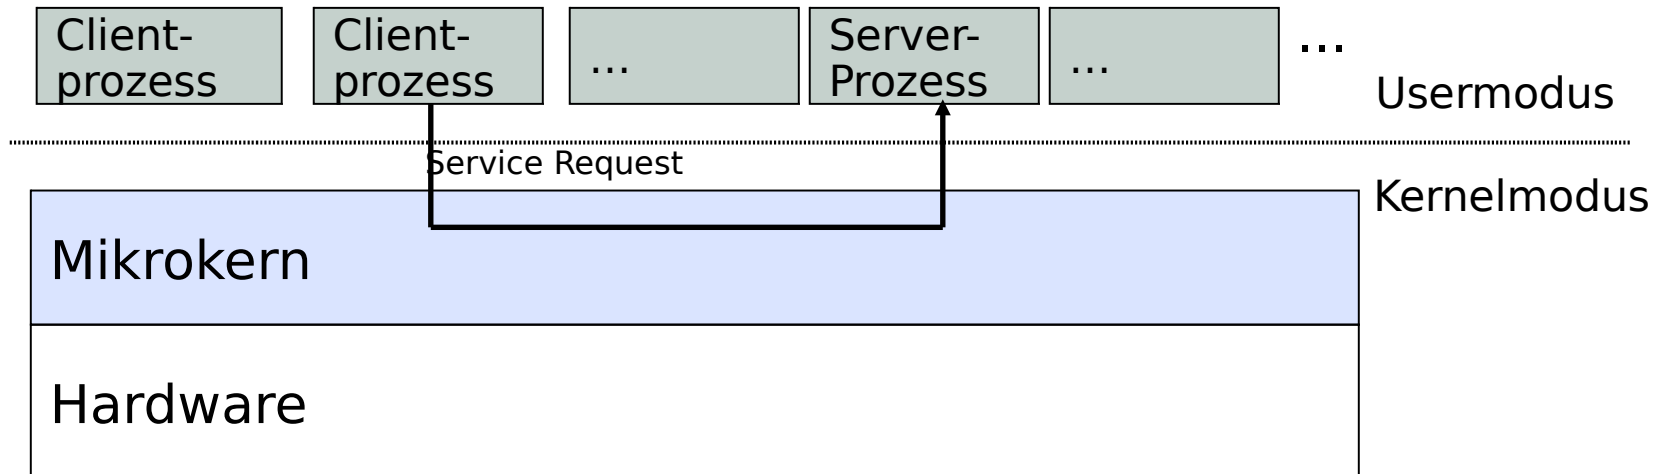 Client-
prozess
Client-
prozess
...
Server-
Prozess
...
...
Usermodus
Service Request
Kernelmodus
Mikrokern
Hardware